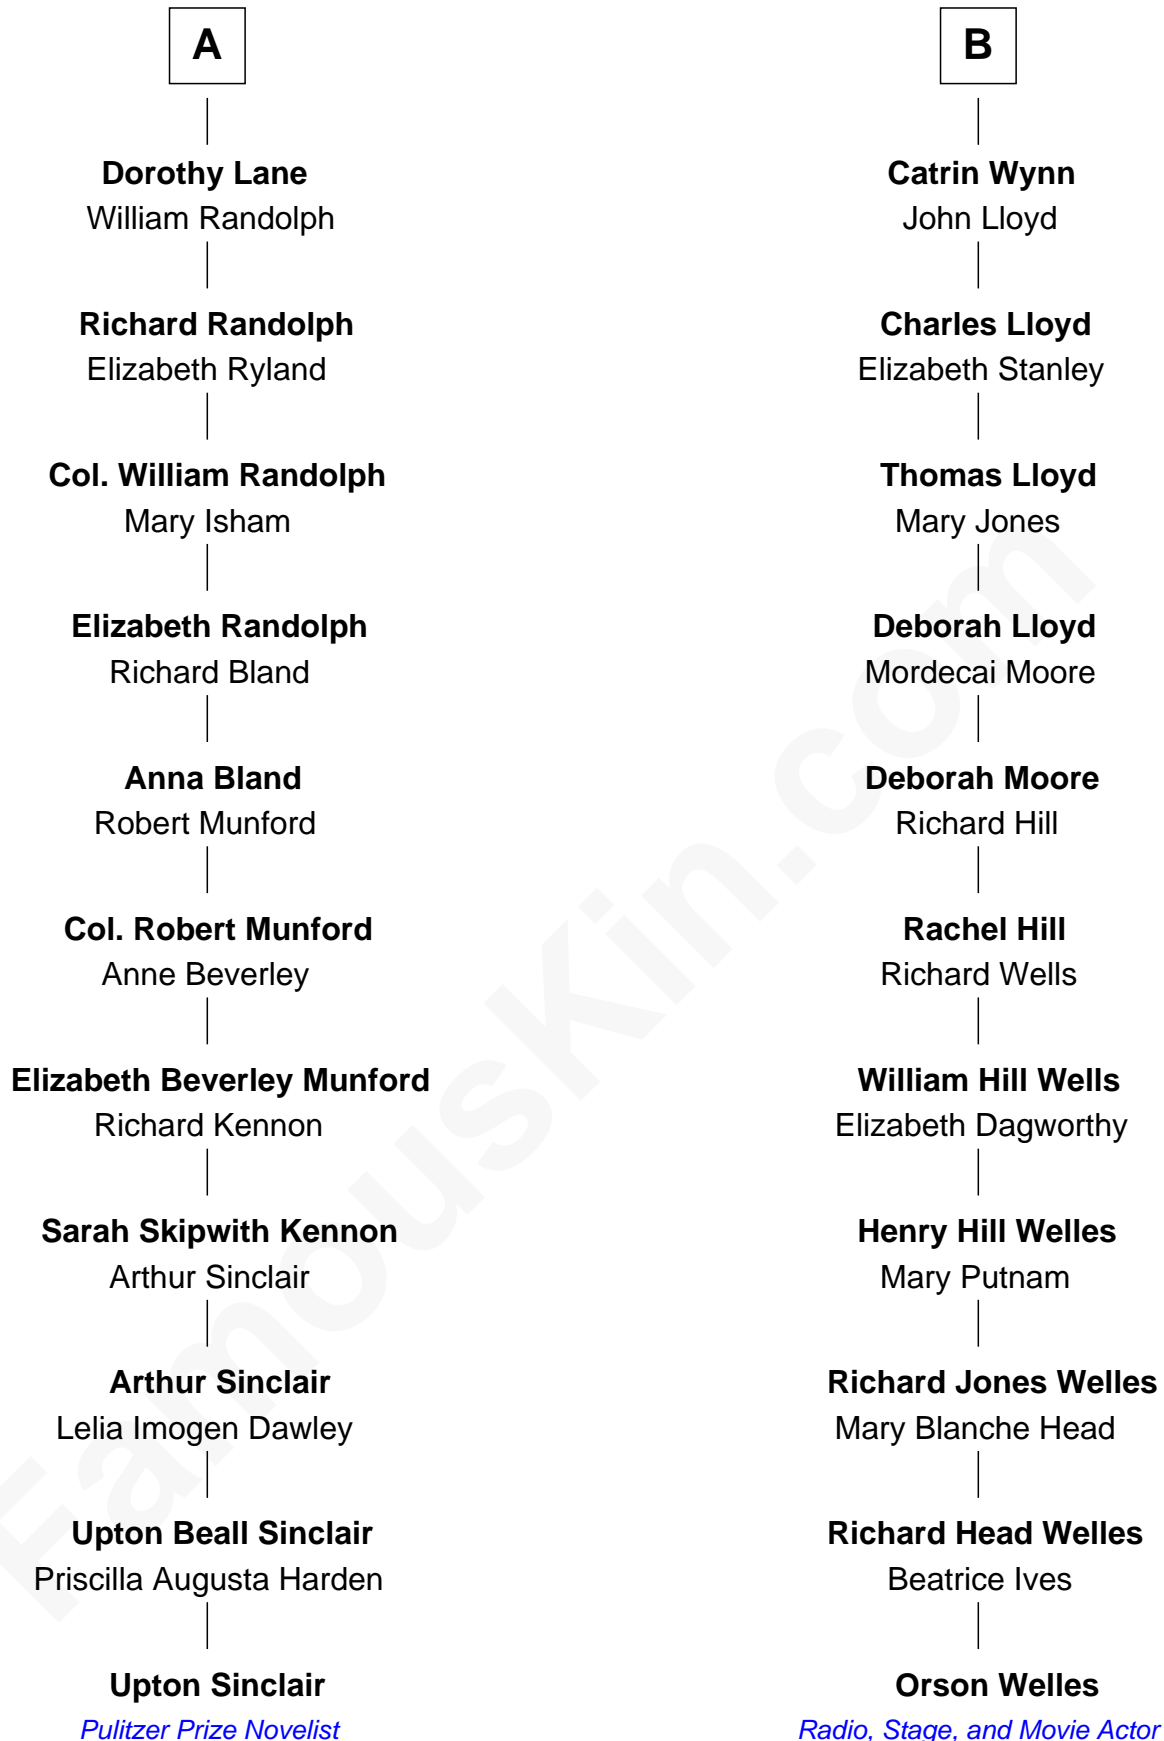 A
Dorothy Lane
William Randolph
Richard Randolph
Elizabeth Ryland
Col. William Randolph
Mary Isham
Elizabeth Randolph
Richard Bland
Anna Bland
Robert Munford
Col. Robert Munford
Anne Beverley
Elizabeth Beverley Munford
Richard Kennon
Sarah Skipwith Kennon
Arthur Sinclair
Arthur Sinclair
Lelia Imogen Dawley
Upton Beall Sinclair
Priscilla Augusta Harden
Upton Sinclair
Pulitzer Prize Novelist
B
Catrin Wynn
John Lloyd
Charles Lloyd
Elizabeth Stanley
Thomas Lloyd
Mary Jones
Deborah Lloyd
Mordecai Moore
Deborah Moore
Richard Hill
Rachel Hill
Richard Wells
William Hill Wells
Elizabeth Dagworthy
Henry Hill Welles
Mary Putnam
Richard Jones Welles
Mary Blanche Head
Richard Head Welles
Beatrice Ives
Orson Welles
Radio, Stage, and Movie Actor
FamousKin.com